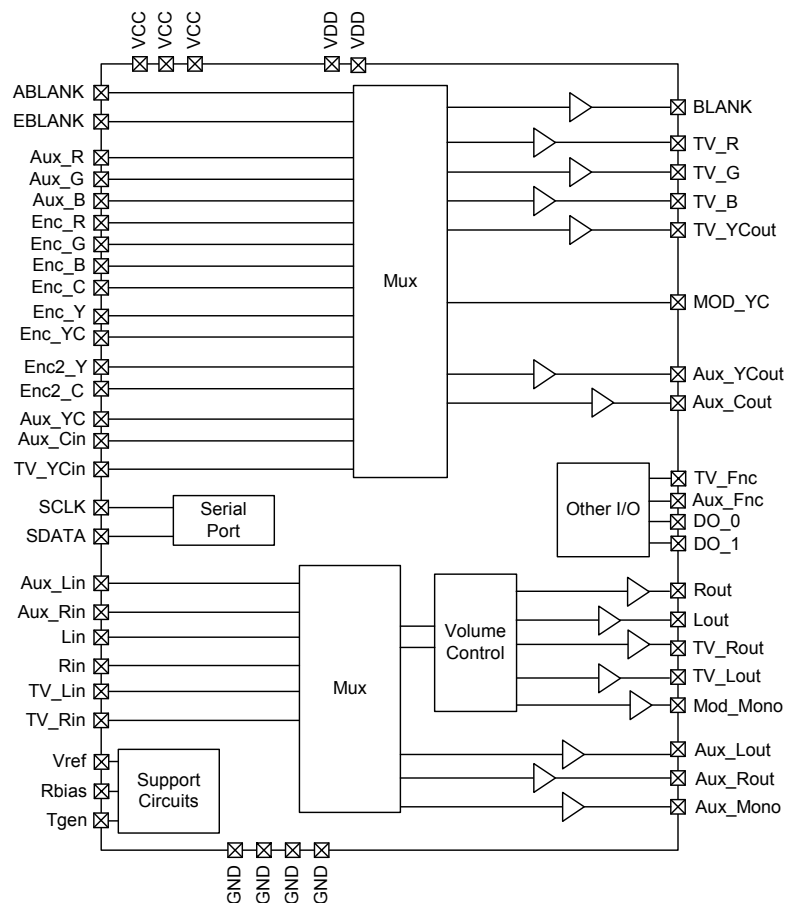 VCC
VCC
VCC
VDD
VDD
ABLANK
EBLANK
Aux_R
Aux_G
Aux_B
Enc_R
Enc_G
Enc_B
Enc_C
Enc_Y
Enc_YC
Enc2_Y
Enc2_C
Aux_YC
Aux_Cin
TV_YCin
SCLK
SDATA
Serial
Port
Mux
BLANK
TV_R
TV_G
TV_B
TV_YCout
MOD_YC
Aux_YCout
Aux_Cout
Other I/O
TV_Fnc
Aux_Fnc
DO_0
DO_1
Aux_Lin
Aux_Rin
Lin
Rin
TV_Lin
TV_Rin
Mux
Volume
Control
Rout
Lout
TV_Rout
TV_Lout
Mod_Mono
Aux_Lout
Aux_Rout
Aux_Mono
Vref
Rbias
Tgen
Support
Circuits
GND
GND
GND
GND